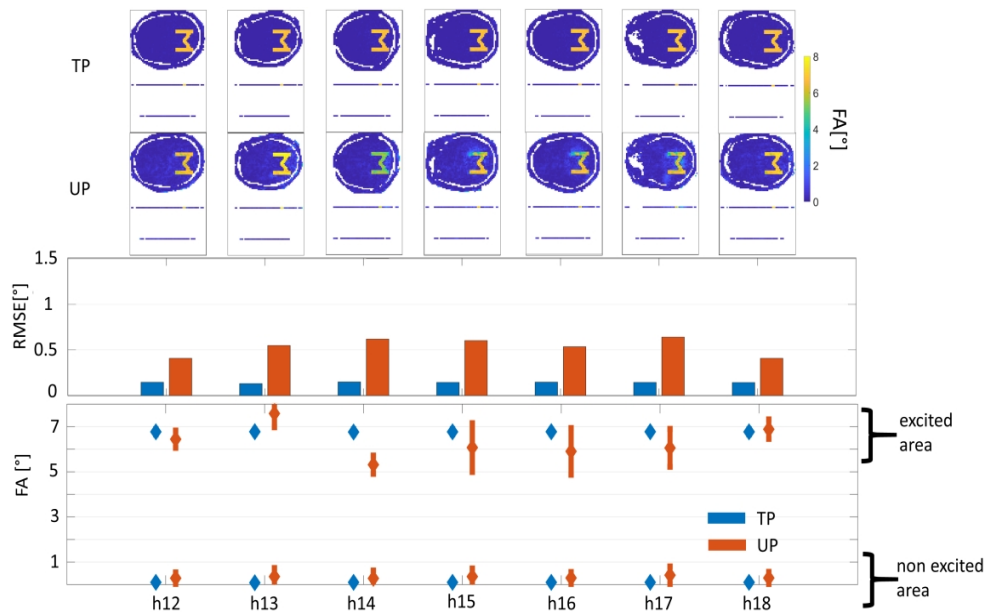 TP
UP
8
6
4
2
0
FA[°]
1.5
1
0.5
0
RMSE[°]
7
5
3
1
FA [°]
excited
area
TP
UP
non excited
area
h12 h13 h14 h15 h16 h17 h18